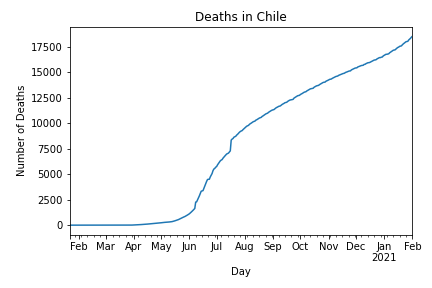 Deaths in Chile
Number of Deaths
17500
15000
12500
10000
7500
5000
2500
0
Feb Mar Apr May Jun Jul Aug Sep Oct Nov Dec Jan Feb
2021
Day